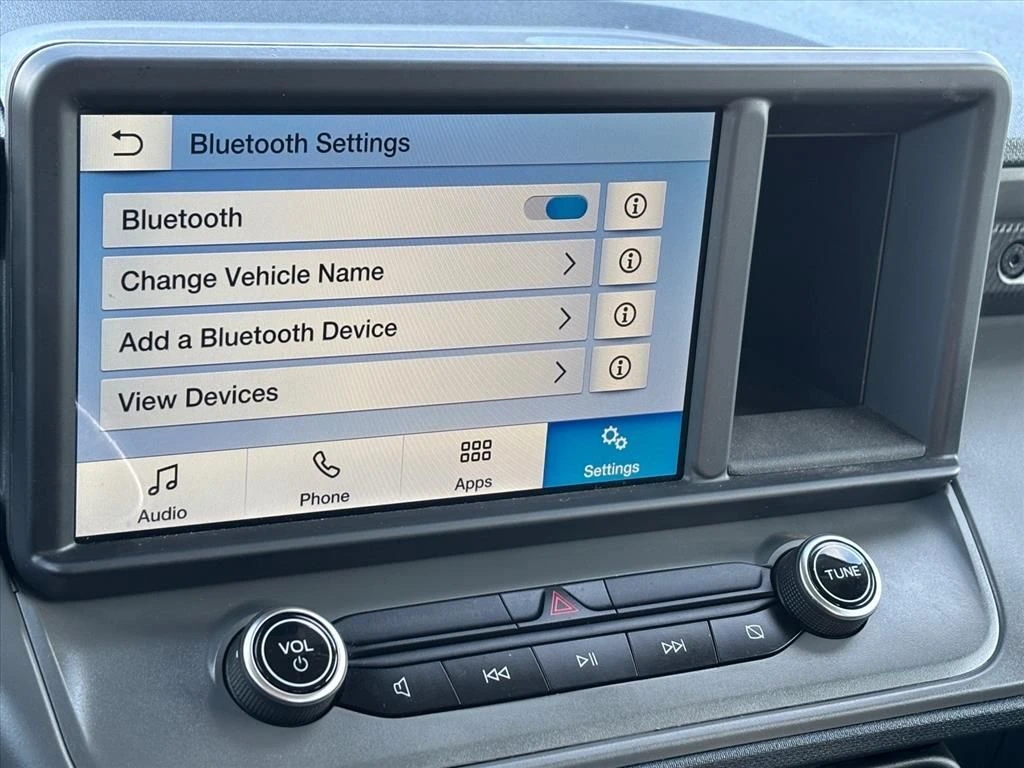 Bluetooth Settings
Bluetooth
Change Vehicle Name
Add a Bluetooth Device
View Devices
Audio
Phone
Apps
Settings
VOL
TUNE